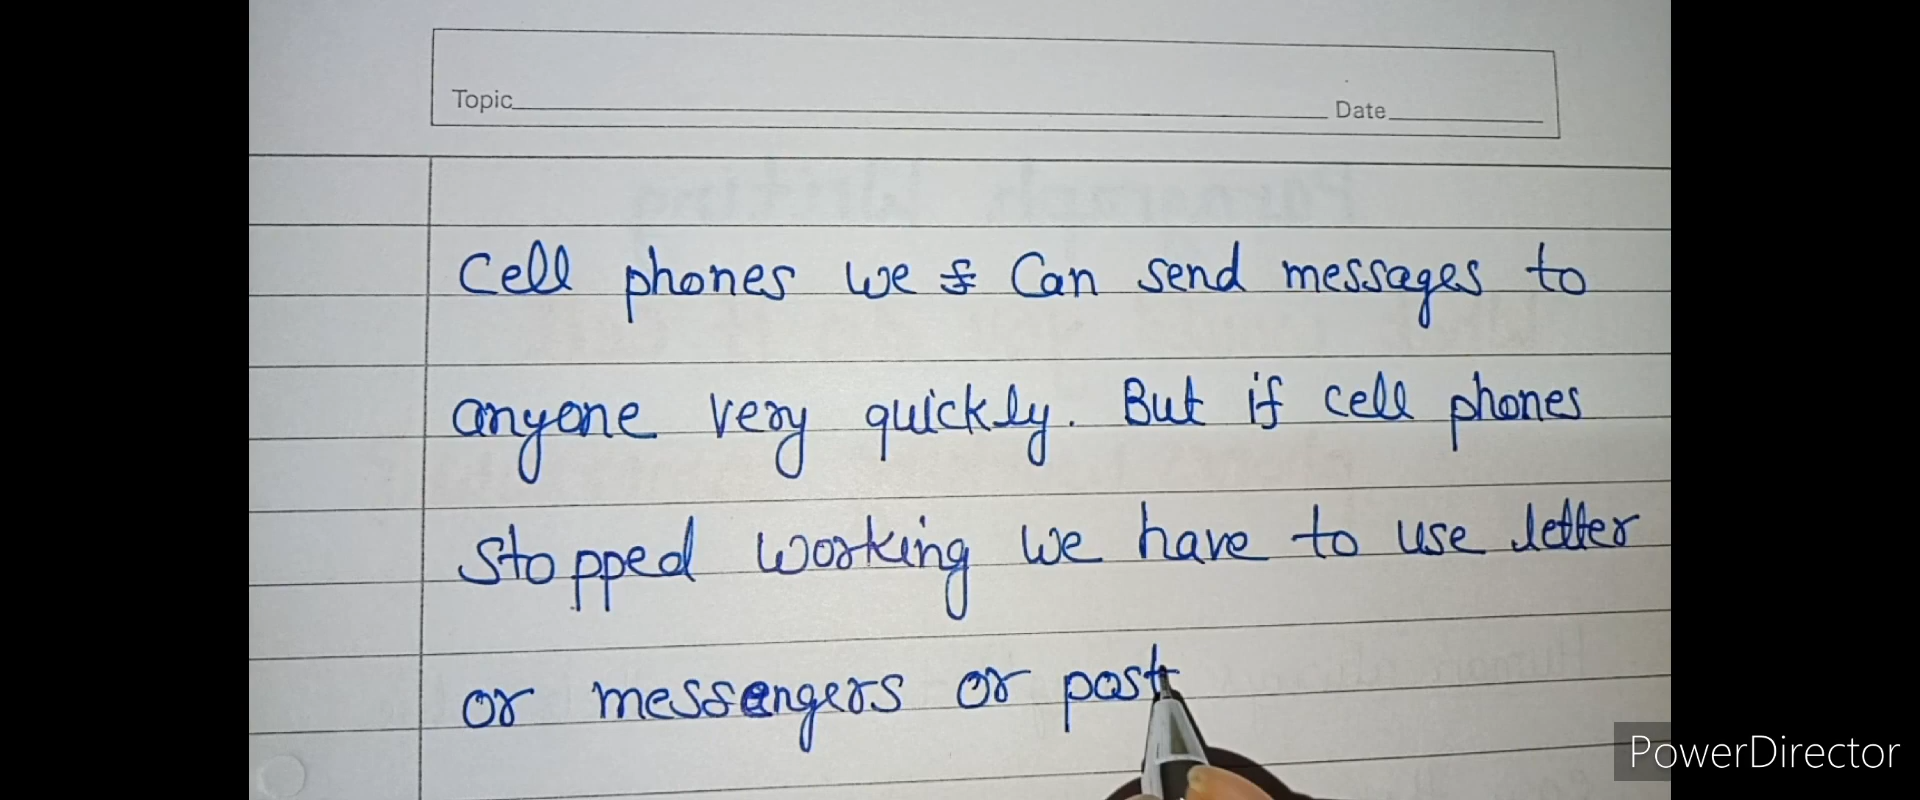 Topic Date
Cell phones we Can send messages to
anyone very quickly. But if cell phones
stopped working we have to use letter
or messengers or post
PowerDirector